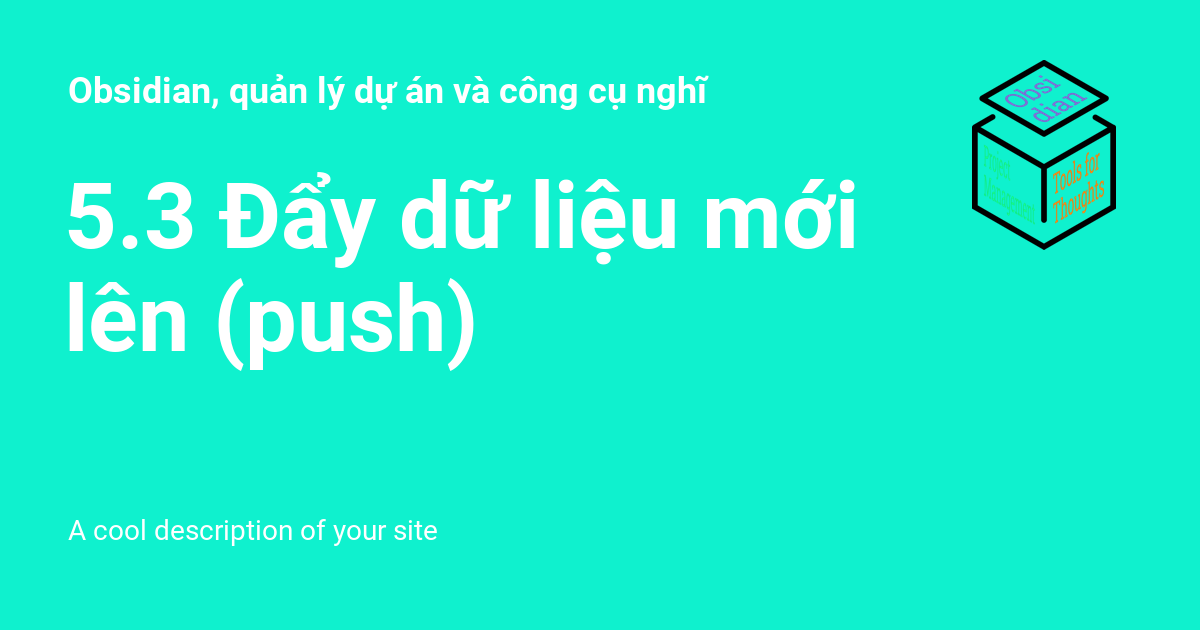 Obsidian, quản lý dự án và công cụ nghĩ
5.3 Đẩy dữ liệu mới
lên (push)
A cool description of your site
Obsi
dian
Project
Management
Tools for
Thoughts